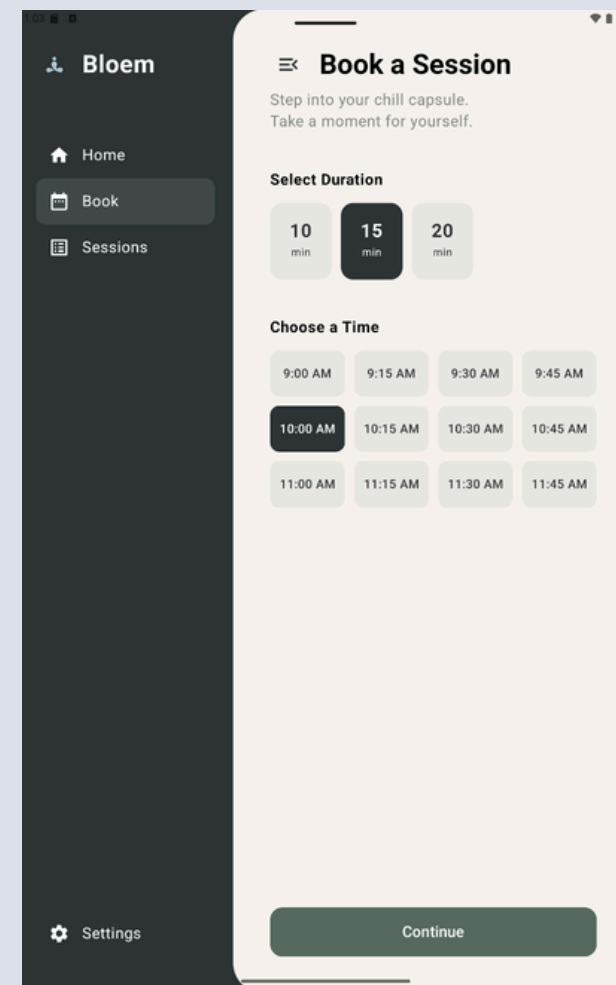 1:03
Bloem
Home
Book
Sessions
Settings
Book a Session
Step into your chill capsule.
Take a moment for yourself.
Select Duration
10 min
15 min
20 min
Choose a Time
9:00 AM 9:15 AM 9:30 AM 9:45 AM
10:00 AM 10:15 AM 10:30 AM 10:45 AM
11:00 AM 11:15 AM 11:30 AM 11:45 AM
Continue